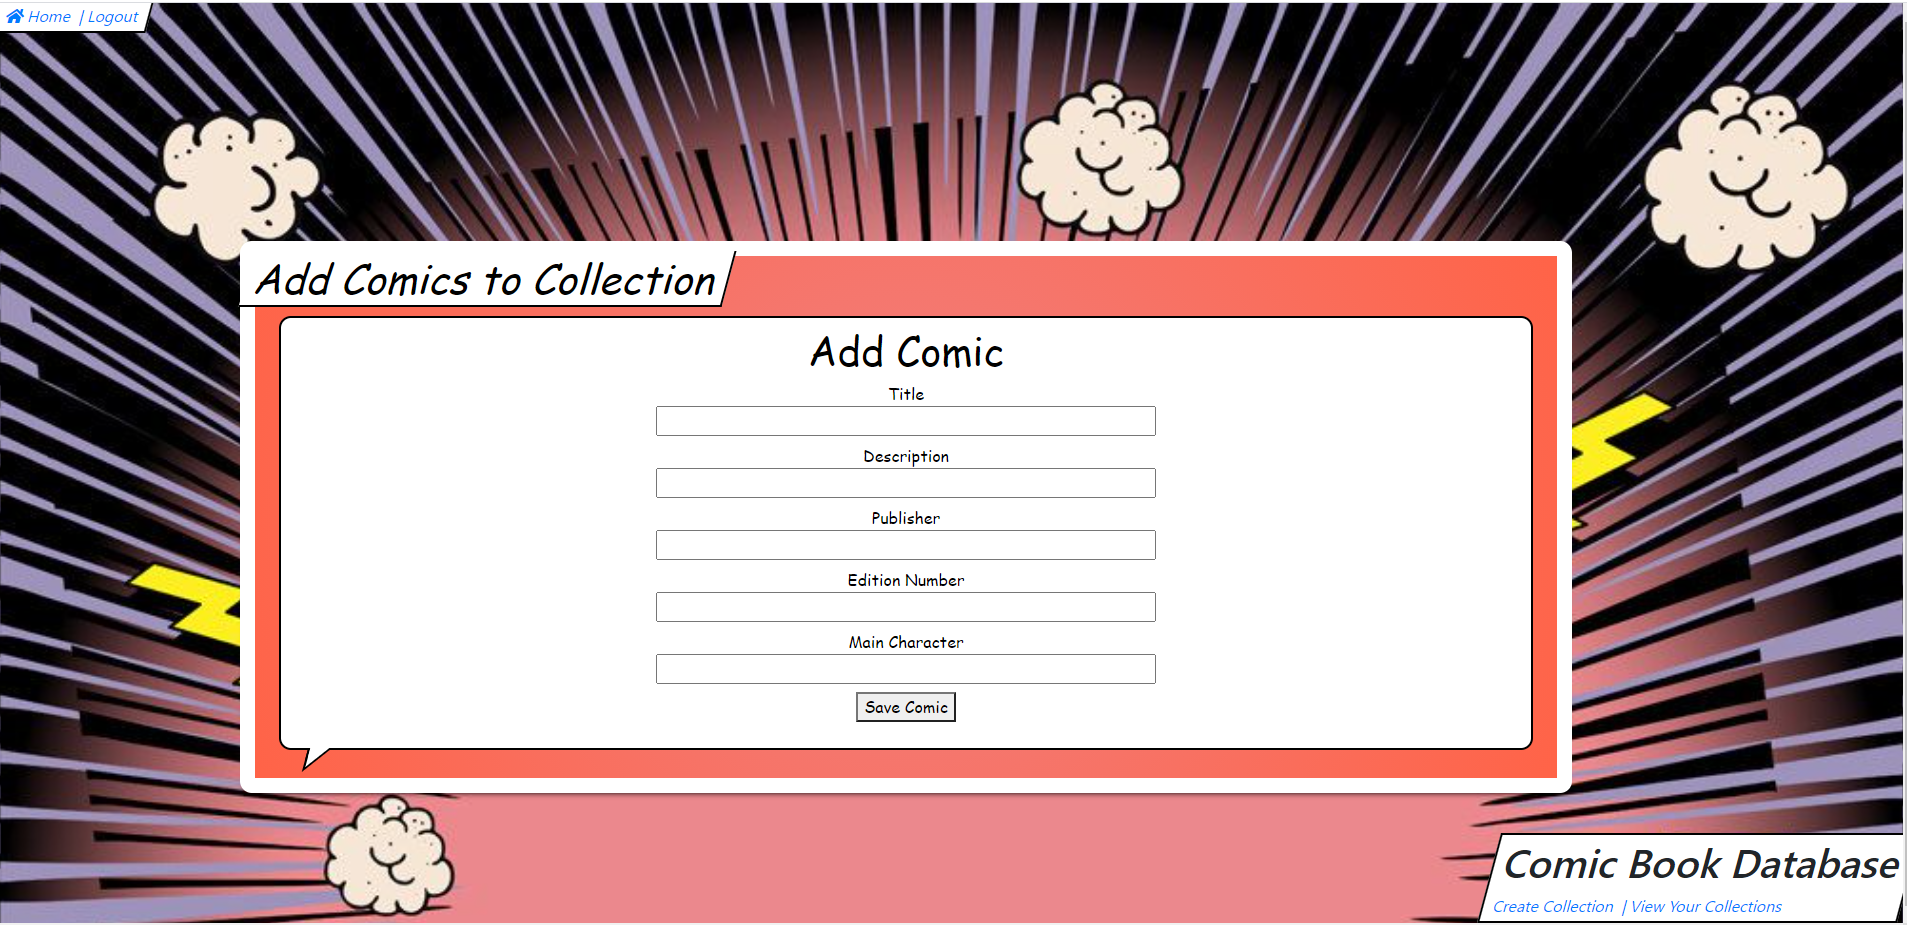 Home | Logout
Add Comics to Collection
Add Comic
Title
Description
Publisher
Edition Number
Main Character
Save Comic
Comic Book Database
Create Collection | View Your Collections